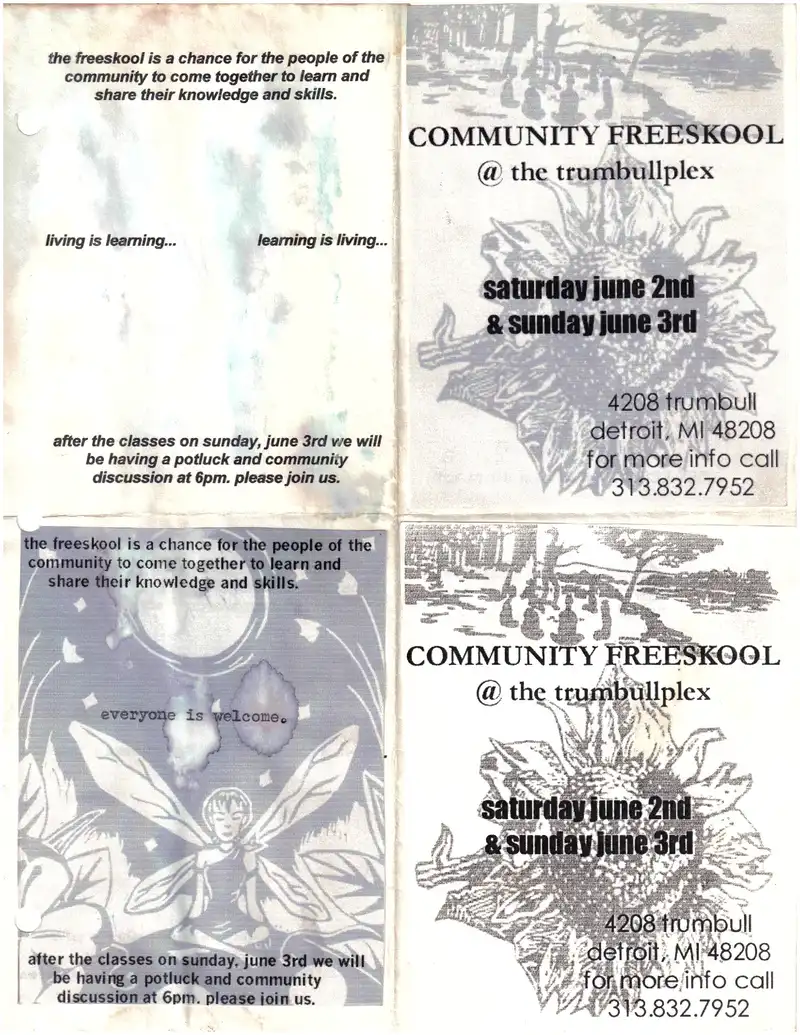 the freeskool is a chance for the people of the
community to come together to learn and
share their knowledge and skills.
living is learning... learning is living...
after the classes on sunday, june 3rd we will
be having a potluck and community
discussion at 6pm. please join us.
COMMUNITY FREESKOOL
@ the trumbullplex
saturday june 2nd
& sunday june 3rd
4208 trumbull
detroit, MI 48208
for more info call
313.832.7952
the freeskool is a chance for the people of the
community to come together to learn and
share their knowledge and skills.
everyone is welcome.
after the classes on sunday, june 3rd we will
be having a potluck and community
discussion at 6pm. please join us.
COMMUNITY FREESKOOL
@ the trumbullplex
saturday june 2nd
& sunday june 3rd
4208 trumbull
detroit, MI 48208
for more info call
313.832.7952